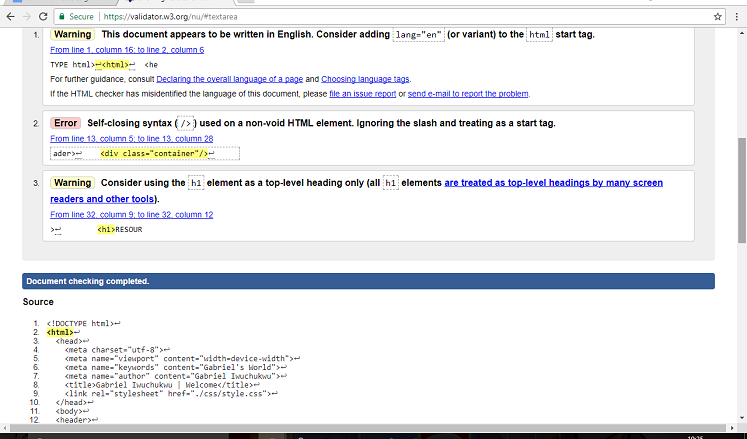 Secure | https://validator.w3.org/nu/#textarea
1. Warning This document appears to be written in English. Consider adding lang="en" (or variant) to the html start tag.
From line 1, column 16; to line 2, column 6
TYPE html>↩<html>↩ <he
For further guidance, consult Declaring the overall language of a page and Choosing language tags.
If the HTML checker has misidentified the language of this document, please file an issue report or send e-mail to report the problem.
2. Error Self-closing syntax (/>) used on a non-void HTML element. Ignoring the slash and treating as a start tag.
From line 13, column 5; to line 13, column 28
ader>↩ <div class="container"/>↩
3. Warning Consider using the h1 element as a top-level heading only (all h1 elements are treated as top-level headings by many screen
readers and other tools).
From line 32, column 9; to line 32, column 12
>↩ <h1>RESOUR
Document checking completed.
Source
1. <!DOCTYPE html>↩
2. <html>↩
3. <head>↩
4. <meta charset="utf-8">↩
5. <meta name="viewport" content="width=device-width">↩
6. <meta name="keywords" content="Gabriel's World">↩
7. <meta name="author" content="Gabriel Iwuchukwu">↩
8. <title>Gabriel Iwuchukwu | Welcome</title>↩
9. <link rel="stylesheet" href="./css/style.css">↩
10. </head>↩
11. <body>↩
12. <header>↩